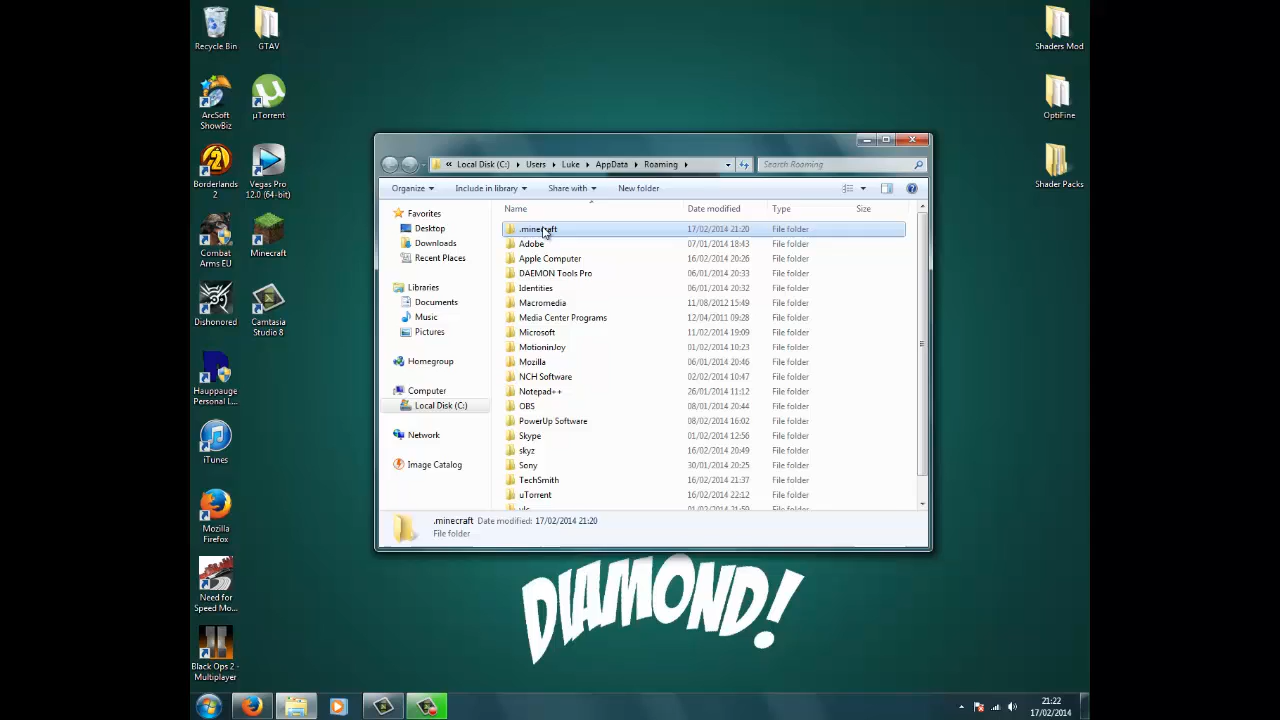 Recycle Bin
GTAV
ArcSoft
ShowBiz
µTorrent
Borderlands
2
Vegas Pro
12.0 (64-bit)
Combat
Arms EU
Minecraft
Dishonored
Camtasia
Studio 8
Hauppauge
Personal L...
iTunes
Mozilla
Firefox
Need for
Speed Mo...
Black Ops 2 -
Multiplayer
Shaders Mod
OptiFine
Shader Packs
« Local Disk (C:) Users Luke AppData Roaming
Search Roaming
Organize Include in library Share with New folder
Favorites
Desktop
Downloads
Recent Places
Libraries
Documents
Music
Pictures
Homegroup
Computer
Local Disk (C:)
Network
Image Catalog
Name Date modified Type Size
.minecraft 17/02/2014 21:20 File folder
Adobe 07/01/2014 18:43 File folder
Apple Computer 16/02/2014 20:26 File folder
DAEMON Tools Pro 06/01/2014 20:33 File folder
Identities 06/01/2014 20:32 File folder
Macromedia 11/08/2012 15:49 File folder
Media Center Programs 12/04/2011 09:28 File folder
Microsoft 11/02/2014 19:09 File folder
MotioninJoy 01/02/2014 10:23 File folder
Mozilla 06/01/2014 20:46 File folder
NCH Software 02/02/2014 10:47 File folder
Notepad++ 26/01/2014 11:12 File folder
OBS 08/01/2014 20:44 File folder
PowerUp Software 08/02/2014 16:02 File folder
Skype 01/02/2014 12:56 File folder
skyz 16/02/2014 20:49 File folder
Sony 30/01/2014 20:25 File folder
TechSmith 16/02/2014 21:37 File folder
uTorrent 16/02/2014 22:12 File folder
vlc 01/02/2014 21:59 File folder
.minecraft Date modified: 17/02/2014 21:20
File folder
DIAMOND!
21:22
17/02/2014